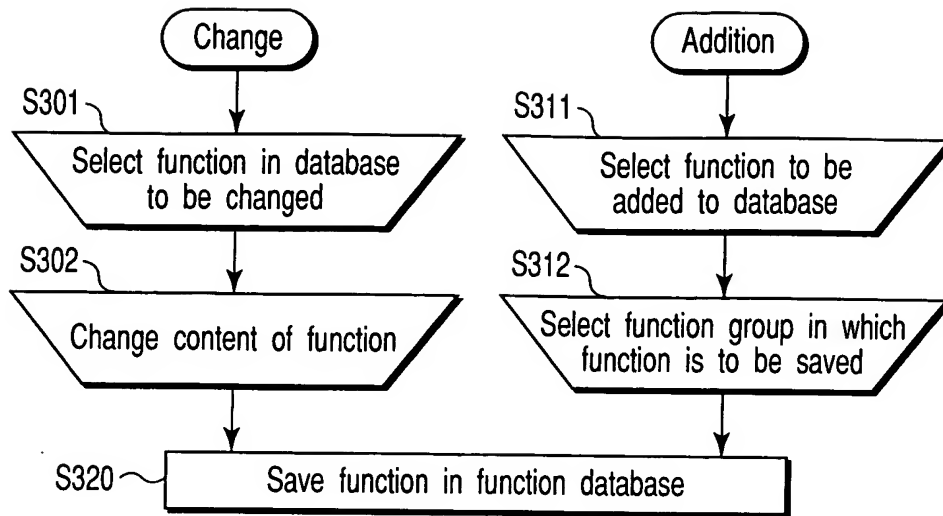 Change
S301
Select function in database
to be changed
S302
Change content of function
Addition
S311
Select function to be
added to database
S312
Select function group in which
function is to be saved
S320
Save function in function database